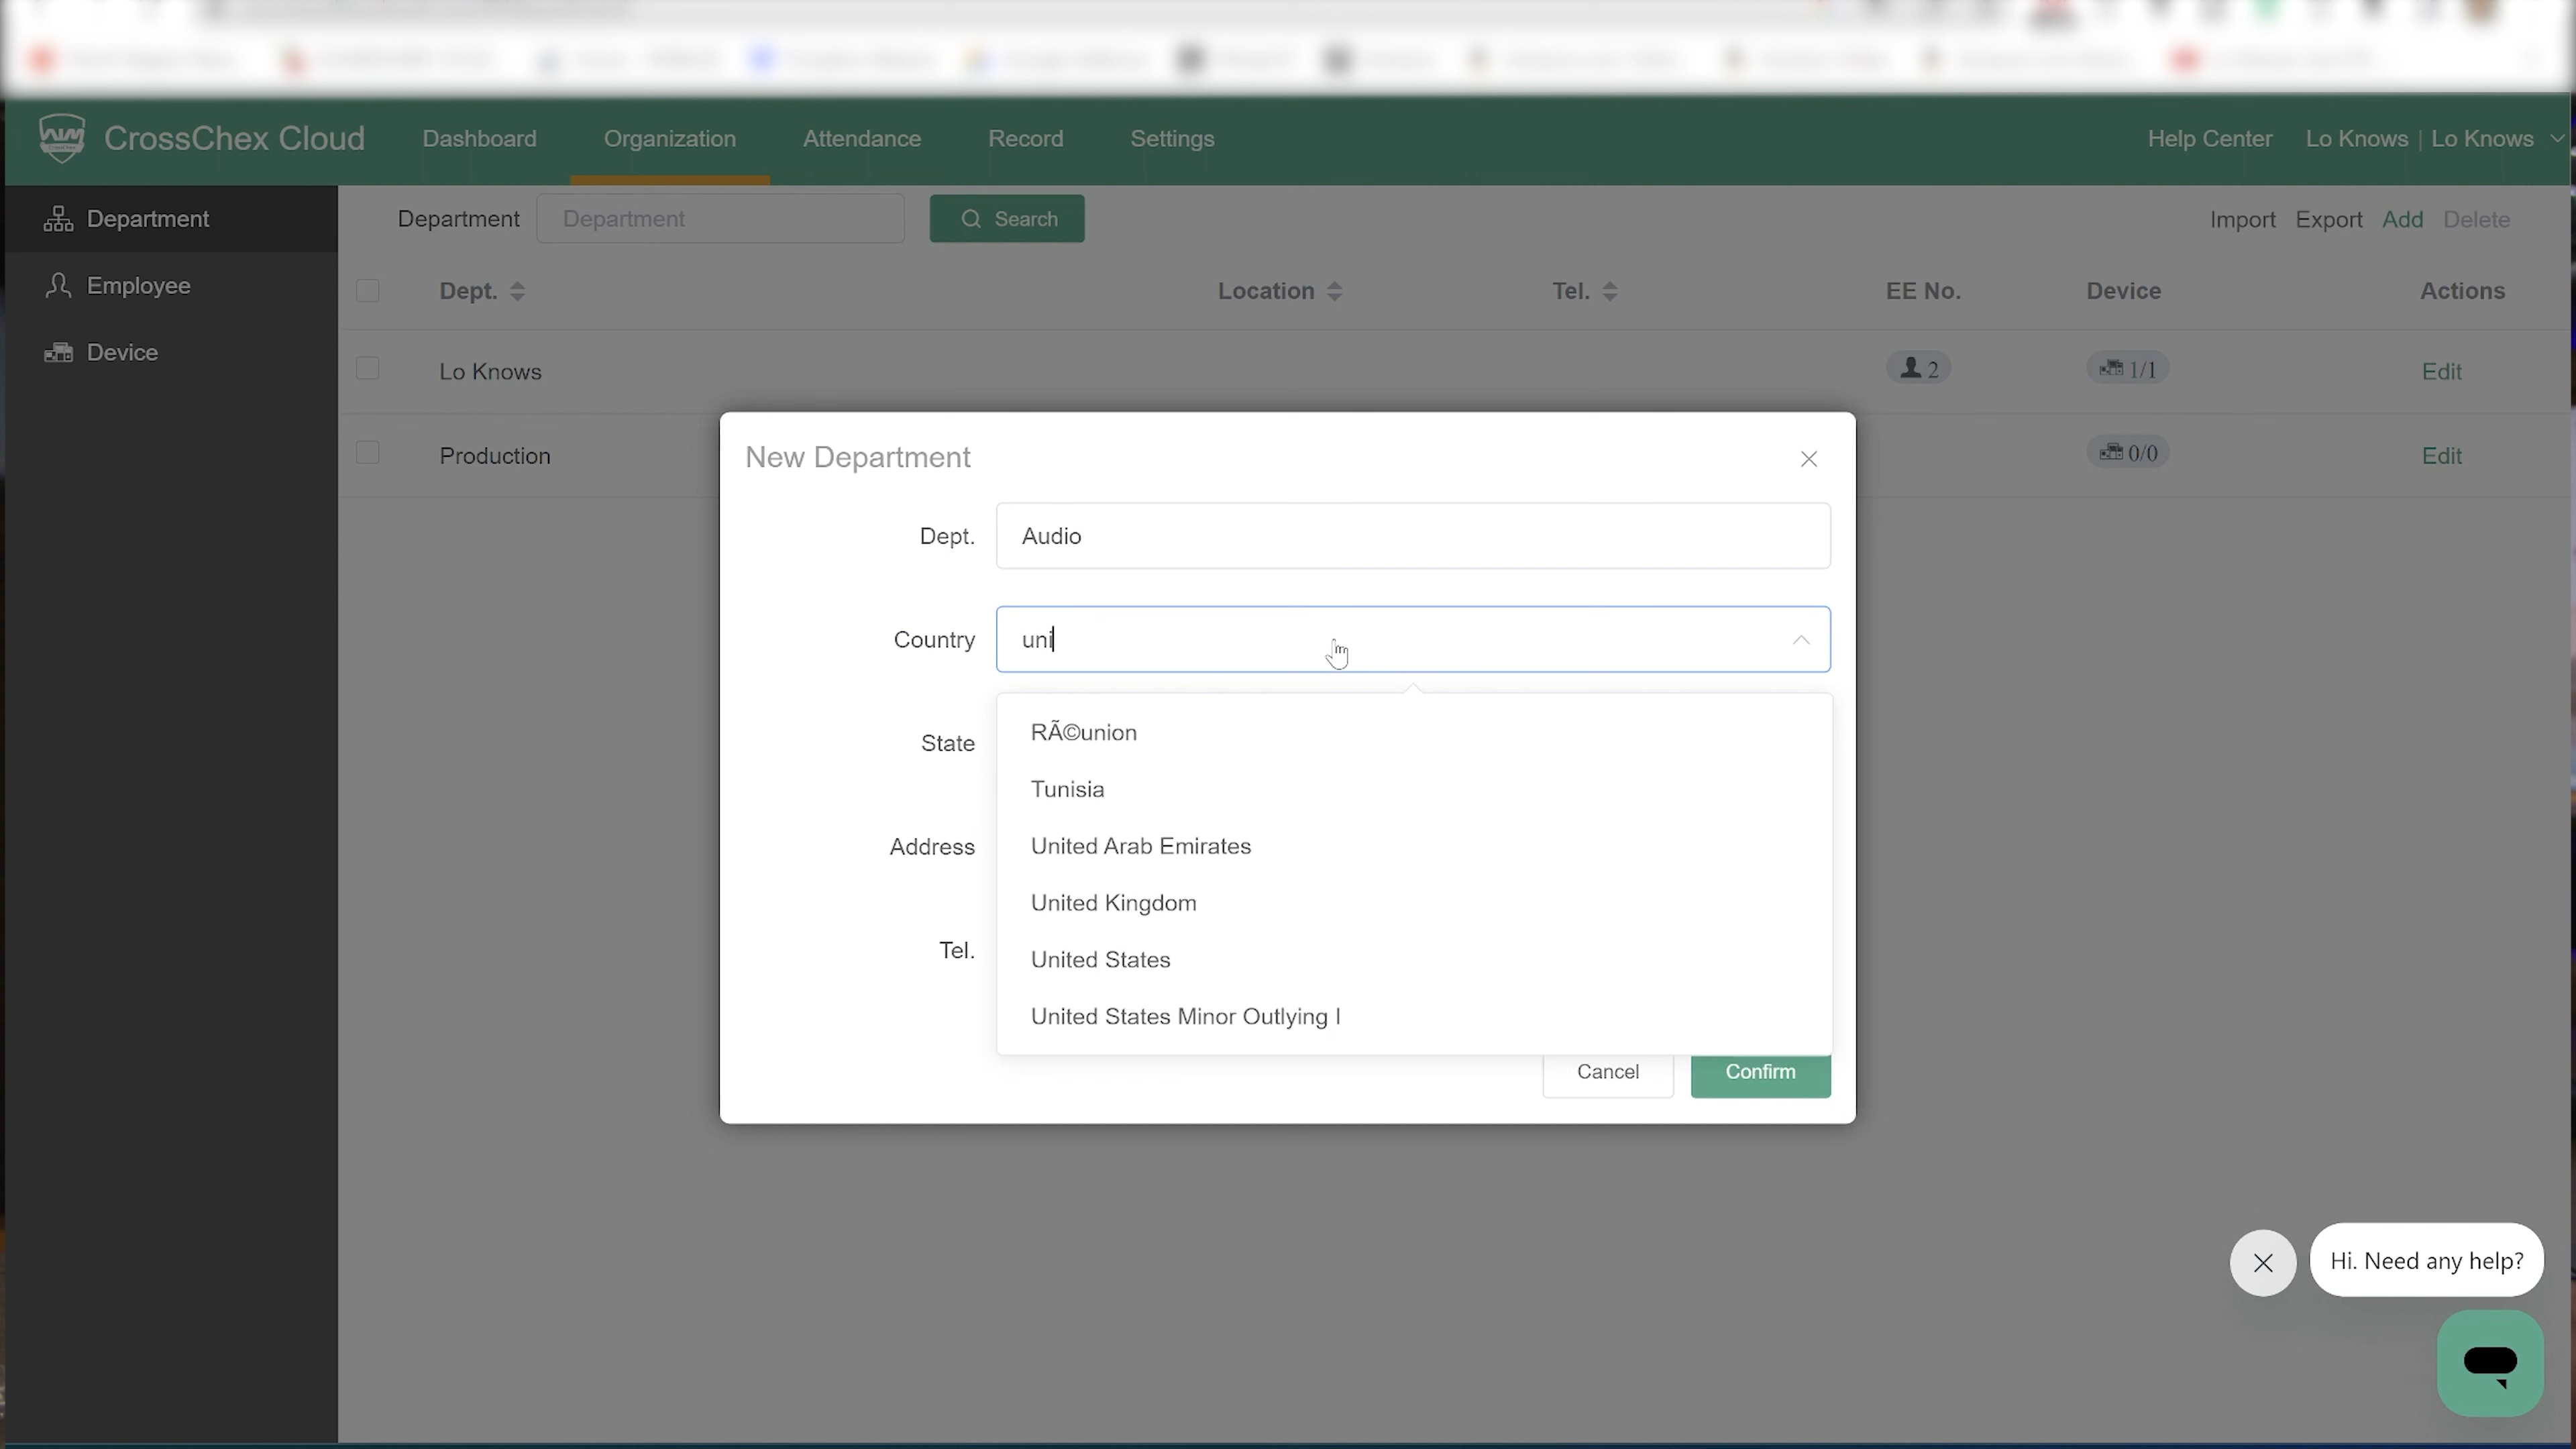 CrossChex Cloud Dashboard Organization Attendance Record Settings Help Center Lo Knows | Lo Knows
Department
Employee
Device
Department Department Search Import Export Add Delete
Dept. Location Tel. EE No. Device Actions
Lo Knows 2 1/1 Edit
Production 0/0 Edit
New Department
Dept. Audio
Country uni
State
Address
Tel.
RÃ©union
Tunisia
United Arab Emirates
United Kingdom
United States
United States Minor Outlying I
Cancel Confirm
Hi. Need any help?